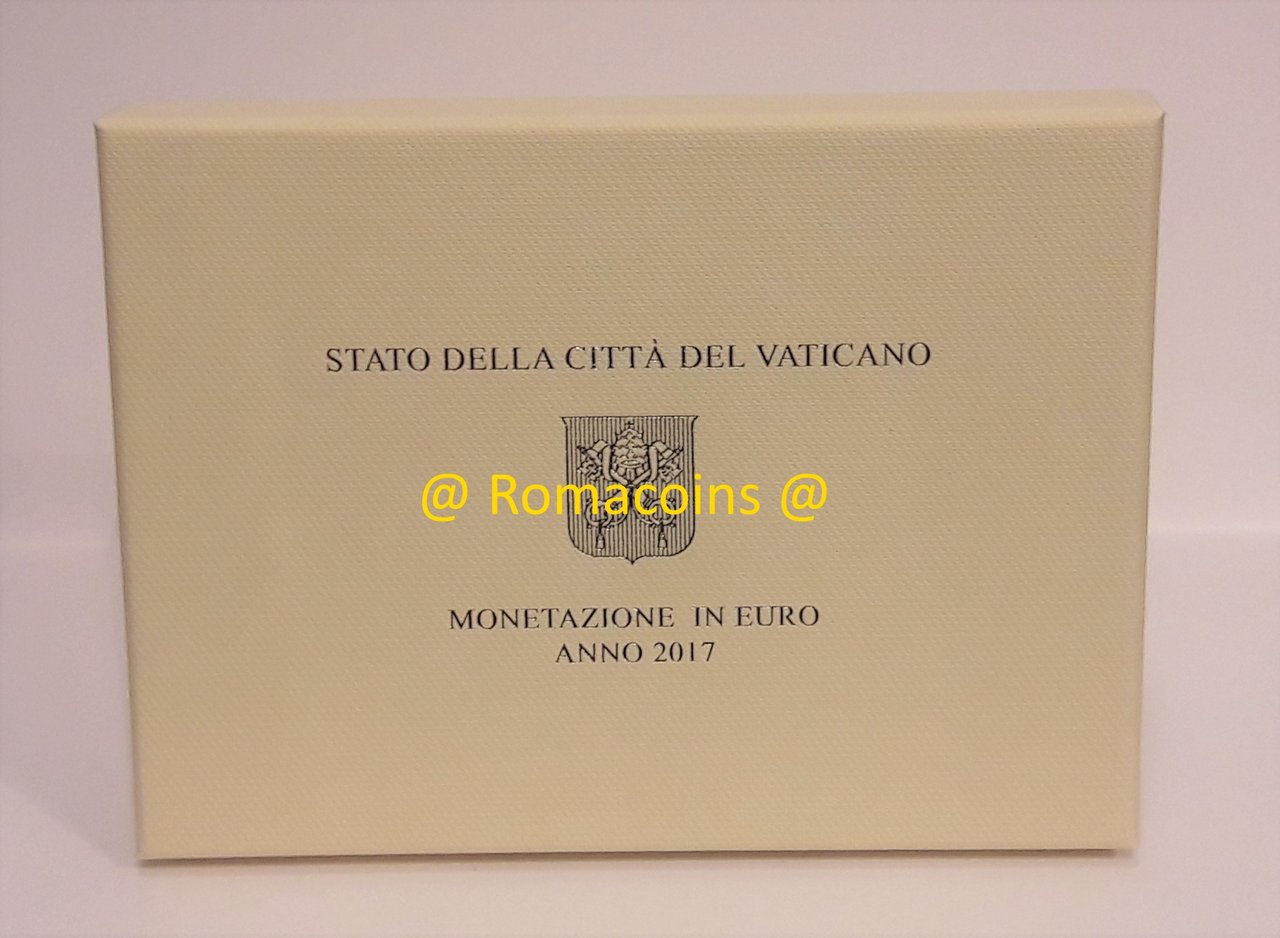 STATO DELLA CITTÀ DEL VATICANO
@ Romacoins @
MONETAZIONE IN EURO
ANNO 2017